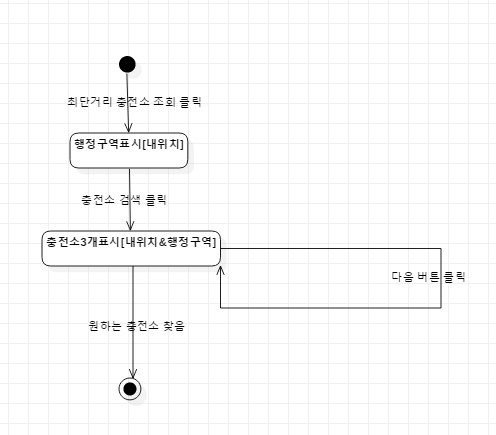 최단거리 충전소 조회 클릭
행정구역표시[내위치]
충전소 검색 클릭
충전소3개표시[내위치&행정구역]
다음 버튼 클릭
원하는 충전소 찾음